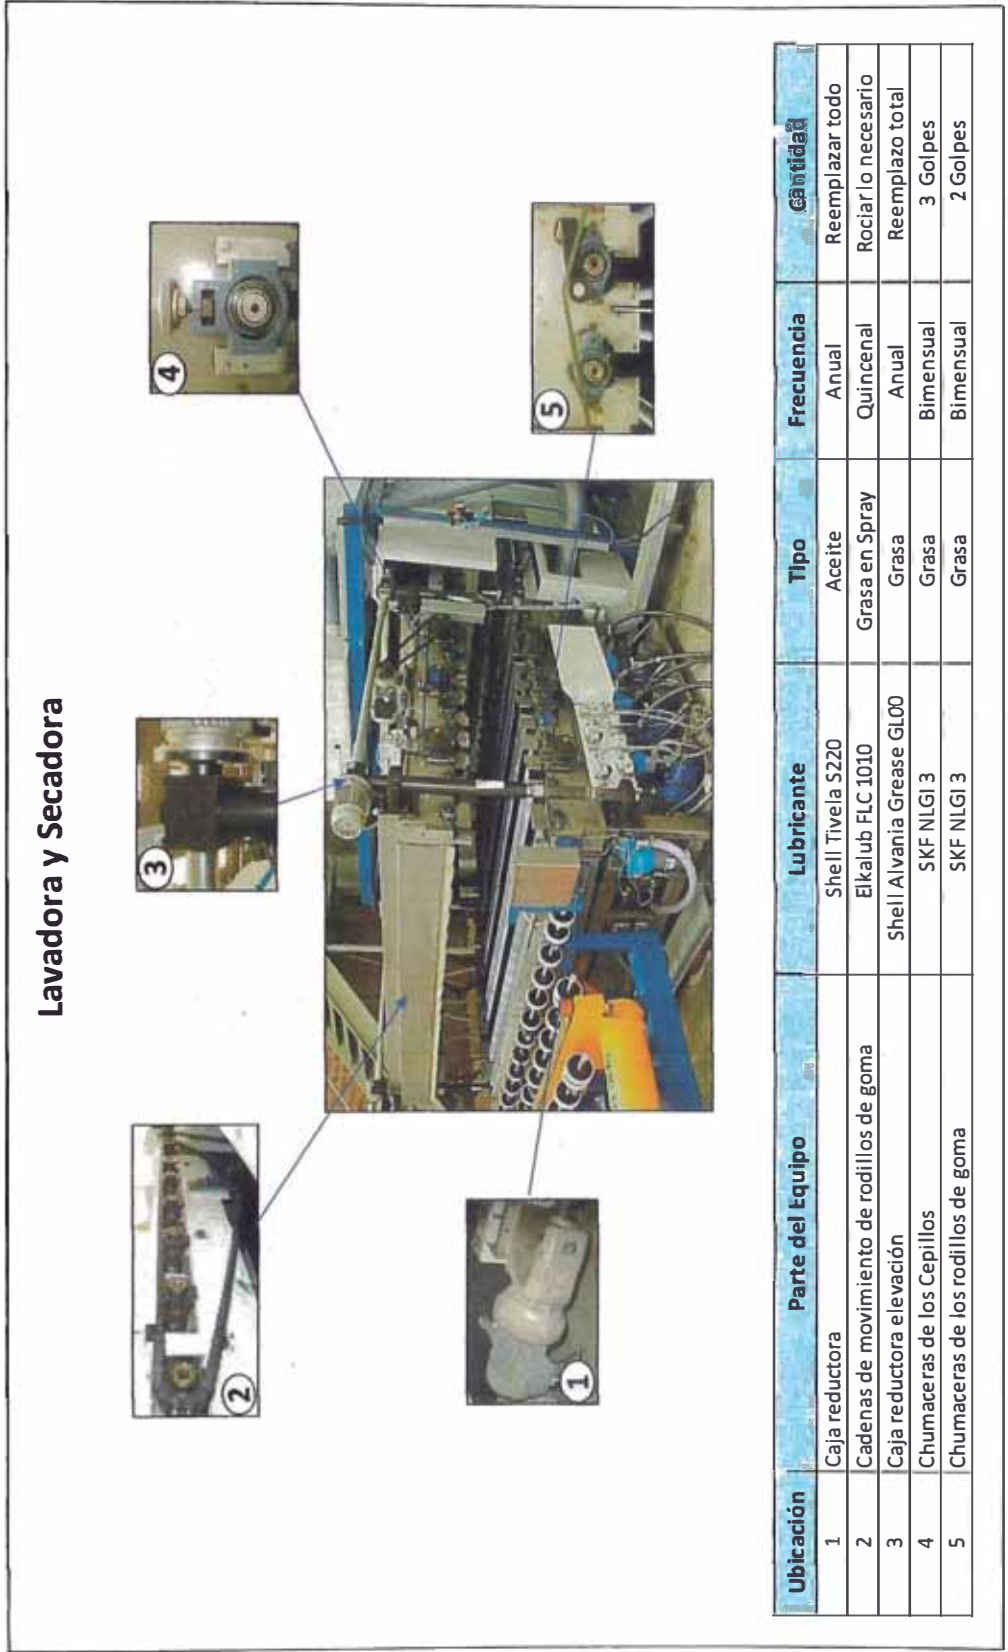 Lavadora y Secadora
2
3
4
1
5
Ubicación Parte del Equipo Lubricante Tipo Frecuencia Cantidad
1 Caja reductora Shell Tivela S220 Aceite Anual Reemplazar todo
2 Cadenas de movimiento de rodillos de goma Elkalub FLC 1010 Grasa en Spray Quincenal Rociar lo necesario
3 Caja reductora elevación Shell Alvania Grease GL00 Grasa Anual Reemplazo total
4 Chumaceras de los Cepillos SKF NLGI 3 Grasa Bimensual 3 Golpes
5 Chumaceras de los rodillos de goma SKF NLGI 3 Grasa Bimensual 2 Golpes